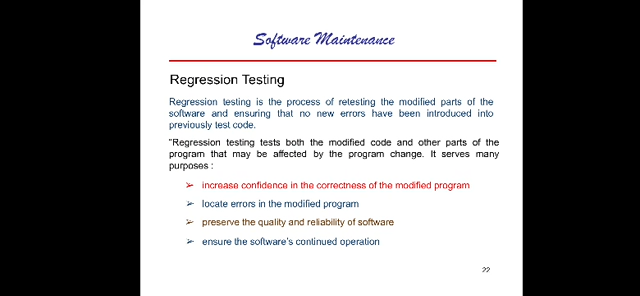 Software Maintenance
Regression Testing
Regression testing is the process of retesting the modified parts of the
software and ensuring that no new errors have been introduced into
previously test code.
"Regression testing tests both the modified code and other parts of the
program that may be affected by the program change. It serves many
purposes :
➢ increase confidence in the correctness of the modified program
➢ locate errors in the modified program
➢ preserve the quality and reliability of software
➢ ensure the software's continued operation
22